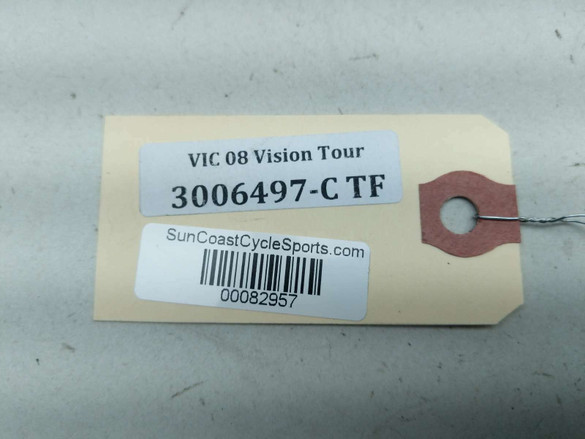 VIC 08 Vision Tour
3006497-C TF
SunCoastCycleSports.com
00082957